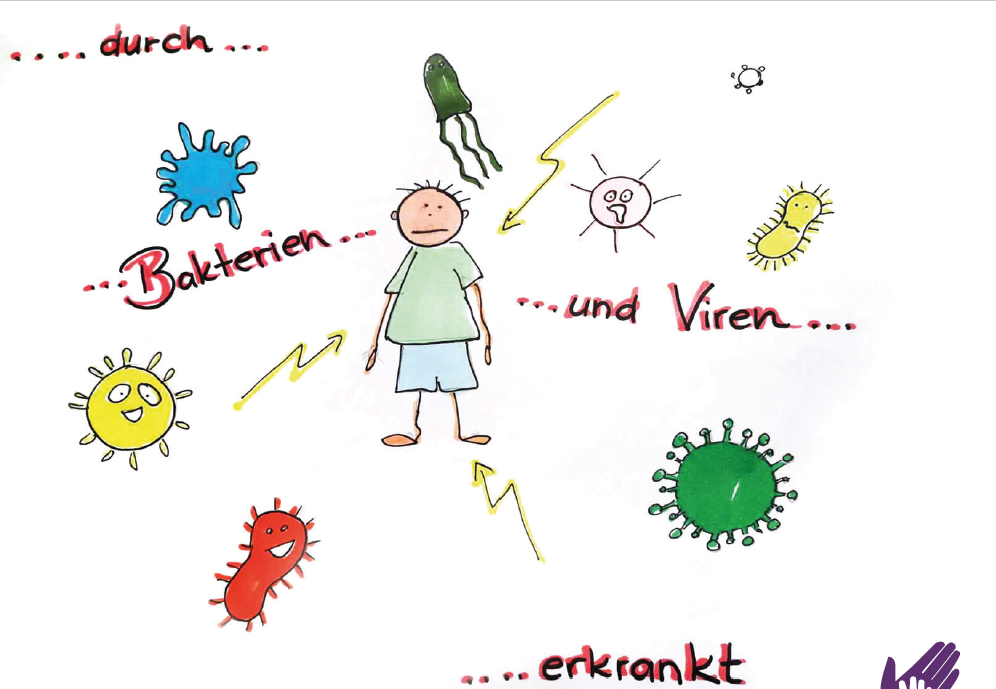 .... durch ...
... Bakterien ...
... und Viren ....
.... erkrankt